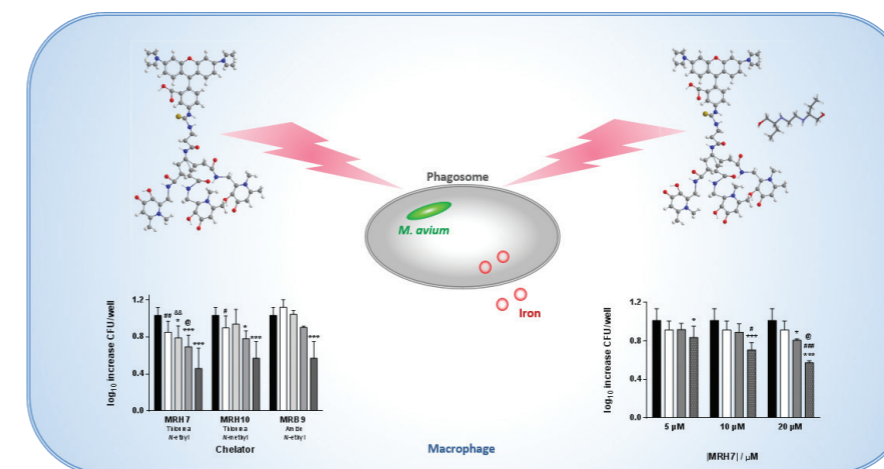 Phagosome
M. avium
Iron
Macrophage
log10 increase CFU/well
1.2
0.8
0.4
0.0
##
&&
*
@
***
***
#
*
***
***
MRH7
MRH10
MRB9
Thiourea
Thiourea
Amide
N-ethyl
Chelator
log10 increase CFU/well
1.2
0.8
0.4
0.0
*
#
***
+
@
###
***
5 µM
10 µM
20 µM
[MRH7] / µM